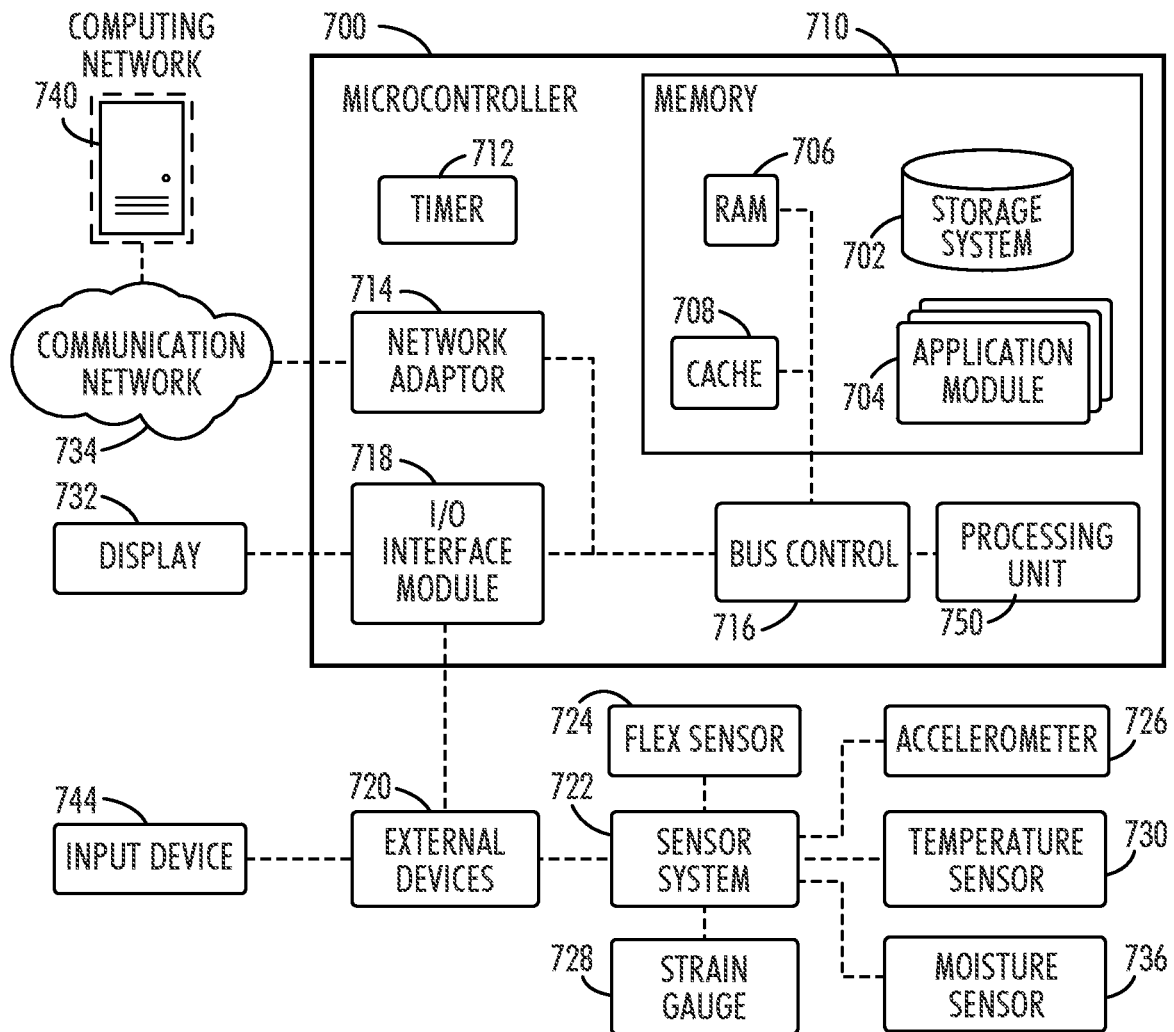 COMPUTING
NETWORK
740
700
710
MICROCONTROLLER
MEMORY
712
TIMER
706
RAM
STORAGE
SYSTEM
702
714
NETWORK
ADAPTOR
COMMUNICATION
NETWORK
734
708
CACHE
APPLICATION
MODULE
704
718
I/O
INTERFACE
MODULE
732
DISPLAY
BUS CONTROL
716
PROCESSING
UNIT
750
724
FLEX SENSOR
ACCELEROMETER
726
744
INPUT DEVICE
720
EXTERNAL
DEVICES
722
SENSOR
SYSTEM
TEMPERATURE
SENSOR
730
728
STRAIN
GAUGE
MOISTURE
SENSOR
736